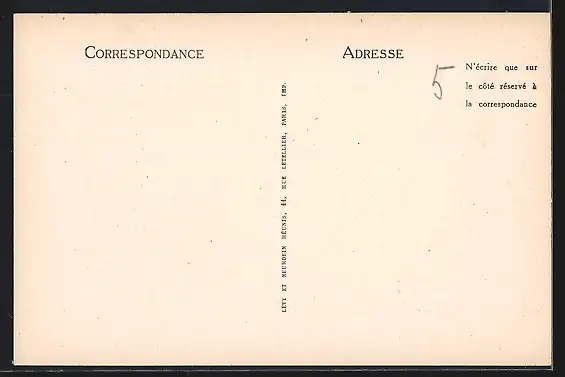 CORRESPONDANCE
ADRESSE
5
N'écrire que sur
le côté réservé à
la correspondance
LÉVY ET NEURDEIN RÉUNIS, 44, RUE LETELLIER, PARIS, IMP.